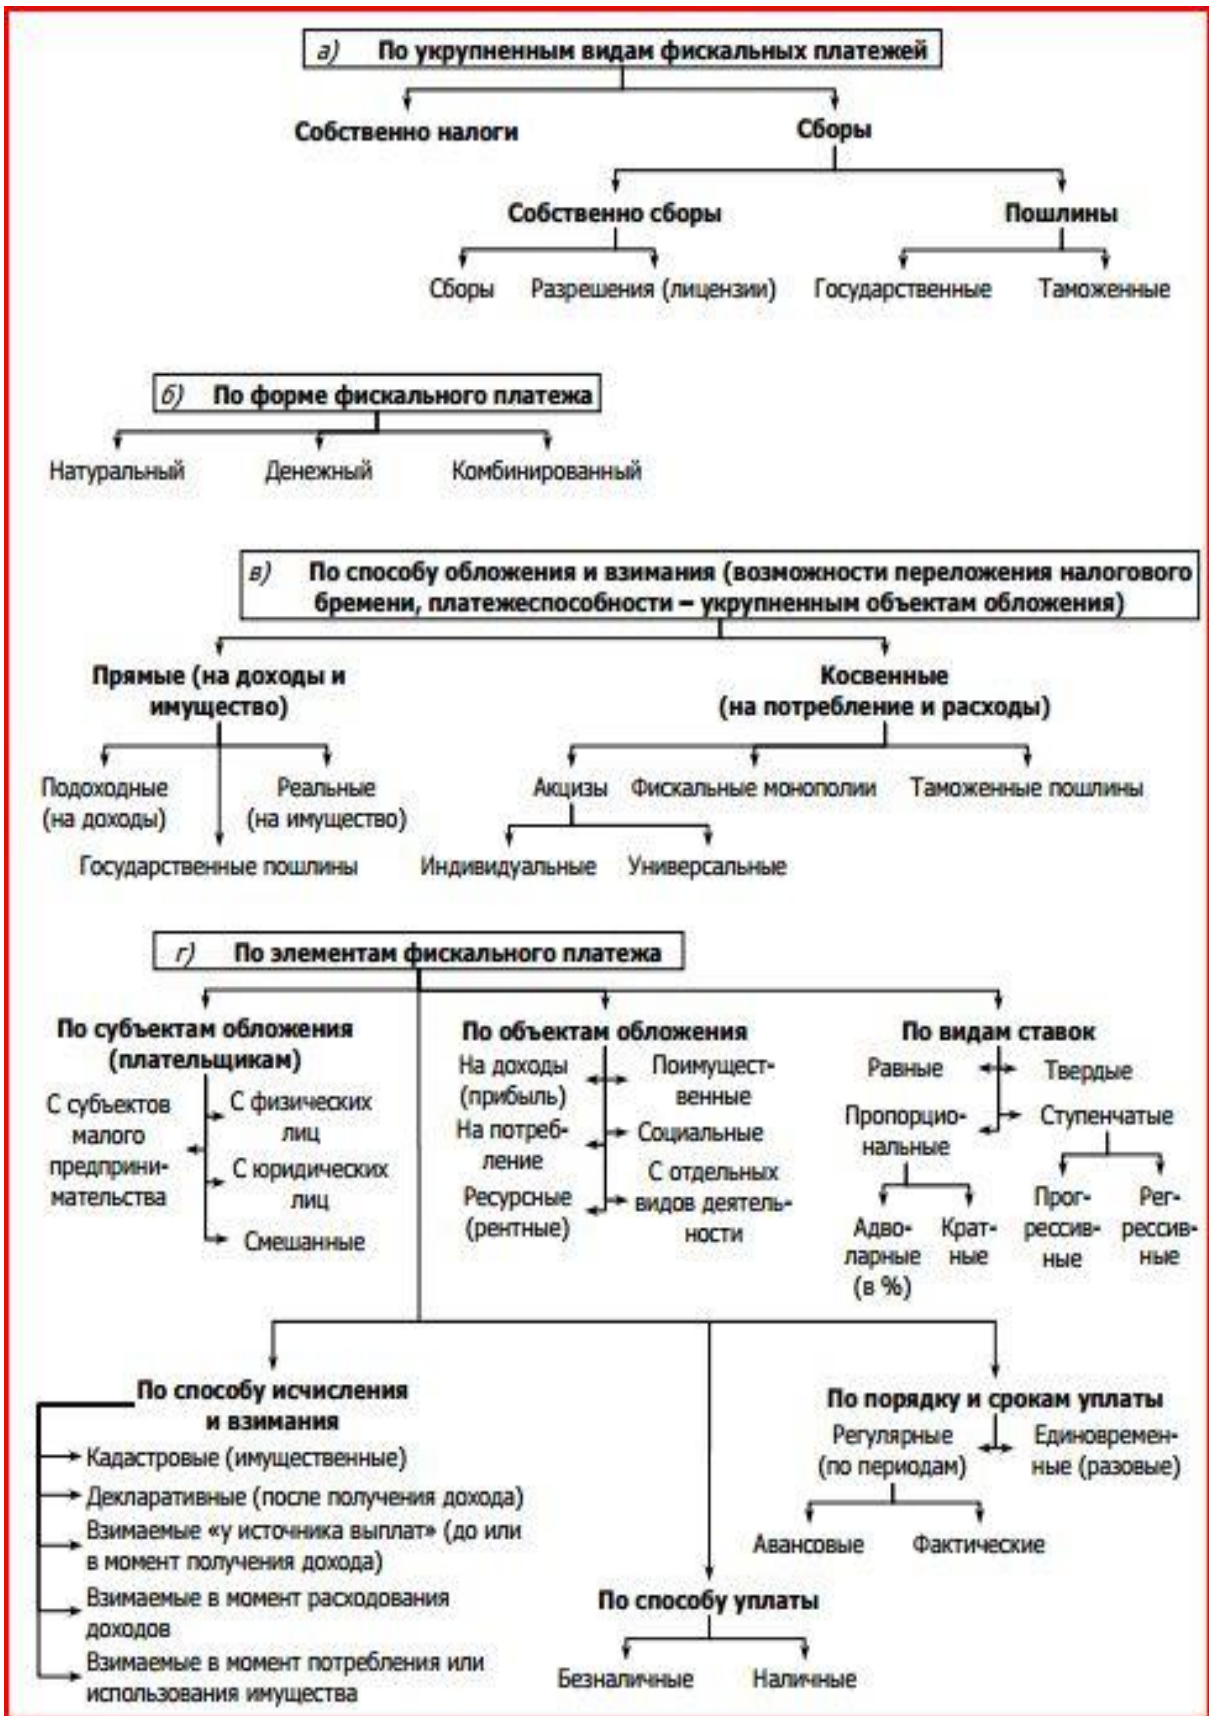 а) По укрупненным видам фискальных платежей
Собственно налоги
Сборы
Собственно сборы
Пошлины
Сборы
Разрешения (лицензии)
Государственные
Таможенные
б) По форме фискального платежа
Натуральный
Денежный
Комбинированный
в) По способу обложения и взимания (возможности переложения налогового
бремени, платежеспособности – укрупненным объектам обложения)
Прямые (на доходы и
имущество)
Косвенные
(на потребление и расходы)
Подоходные
(на доходы)
Реальные
(на имущество)
Государственные пошлины
Акцизы
Фискальные монополии
Таможенные пошлины
Индивидуальные
Универсальные
г) По элементам фискального платежа
По субъектам обложения
(плательщикам)
С субъектов
малого
предприни-
мательства
С физических
лиц
С юридических
лиц
Смешанные
По объектам обложения
На доходы
(прибыль)
Поимущест-
венные
На потреб-
ление
Социальные
Ресурсные
(рентные)
С отдельных
видов деятель-
ности
По видам ставок
Равные
Твердые
Пропорцио-
нальные
Ступенчатые
Адво-
ларные
(в %)
Крат-
ные
Прог-
рессив-
ные
Рег-
рессив-
ные
По способу исчисления
и взимания
Кадастровые (имущественные)
Декларативные (после получения дохода)
Взимаемые «у источника выплат» (до или
в момент получения дохода)
Взимаемые в момент расходования
доходов
Взимаемые в момент потребления или
использования имущества
По способу уплаты
Безналичные
Наличные
По порядку и срокам уплаты
Регулярные
(по периодам)
Единовремен-
ные (разовые)
Авансовые
Фактические